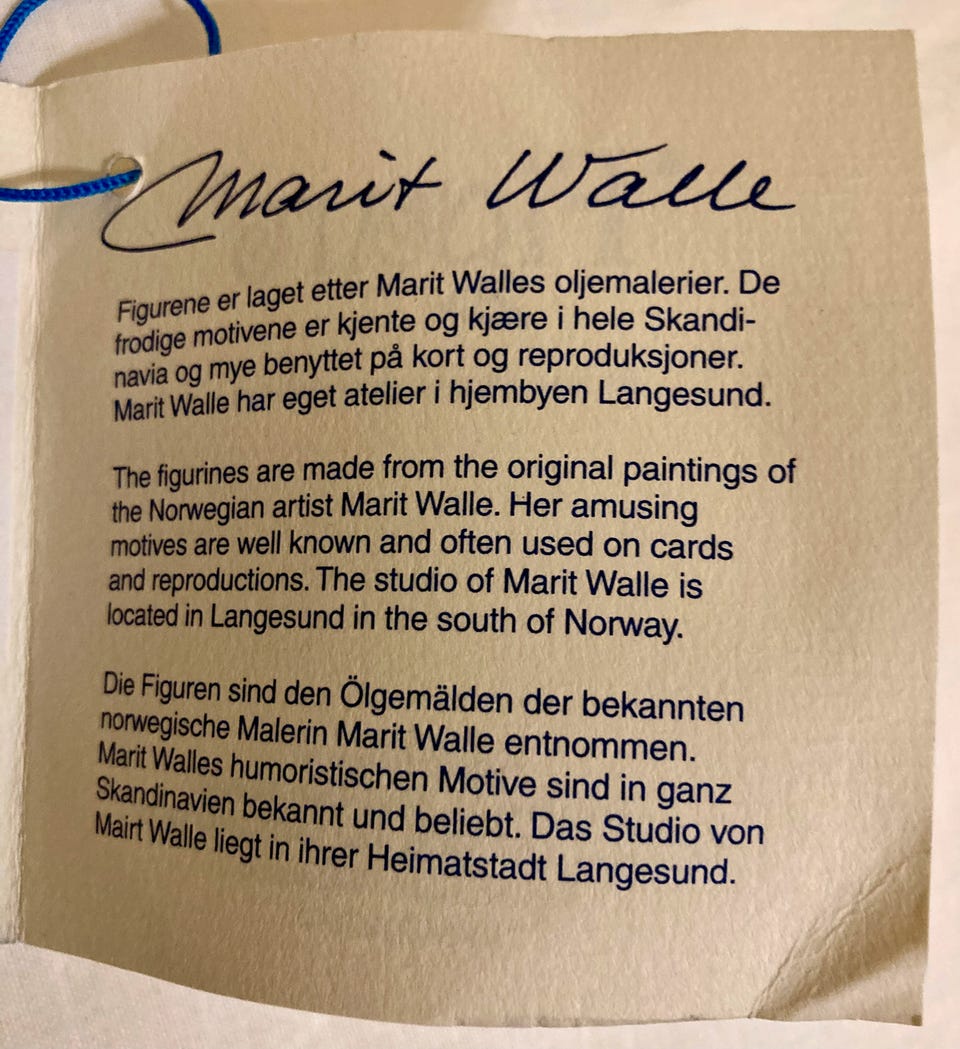 Marit Walle
Figurene er laget etter Marit Walles oljemalerier. De
frodige motivene er kjente og kjære i hele Skandi-
navia og mye benyttet på kort og reproduksjoner.
Marit Walle har eget atelier i hjembyen Langesund.
The figurines are made from the original paintings of
the Norwegian artist Marit Walle. Her amusing
motives are well known and often used on cards
and reproductions. The studio of Marit Walle is
located in Langesund in the south of Norway.
Die Figuren sind den Ölgemälden der bekannten
norwegische Malerin Marit Walle entnommen.
Marit Walles humoristischen Motive sind in ganz
Skandinavien bekannt und beliebt. Das Studio von
Mairt Walle liegt in ihrer Heimatstadt Langesund.